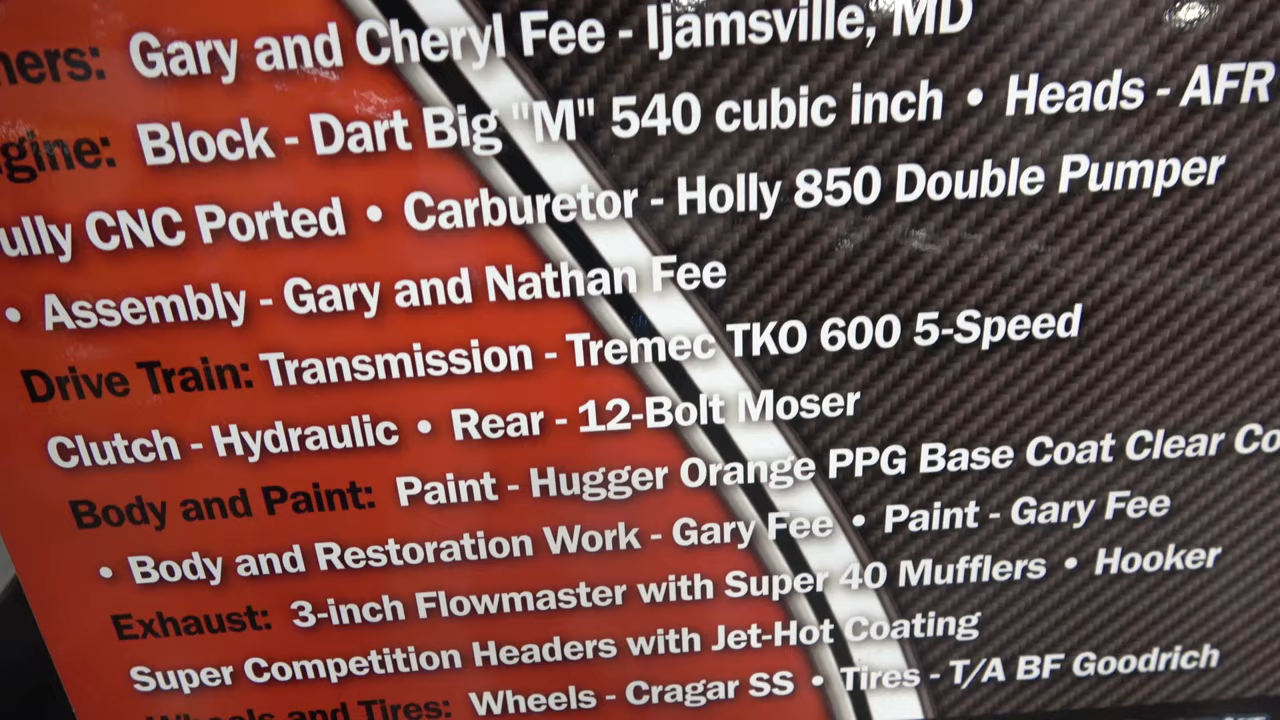 Gary and Cheryl Fee - Ijamsville, MD
Block - Dart Big "M" 540 cubic inch • Heads - AFR
CNC Ported • Carburetor - Holly 850 Double Pumper
• Assembly - Gary and Nathan Fee
Drive Train: Transmission - Tremec TKO 600 5-Speed
Clutch - Hydraulic • Rear - 12-Bolt Moser
Body and Paint: Paint - Hugger Orange PPG Base Coat Clear
• Body and Restoration Work - Gary Fee • Paint - Gary Fee
Exhaust: 3-inch Flowmaster with Super 40 Mufflers • Hooker
Super Competition Headers with Jet-Hot Coating
Wheels and Tires: Wheels - Cragar SS • Tires - T/A BF Goodrich